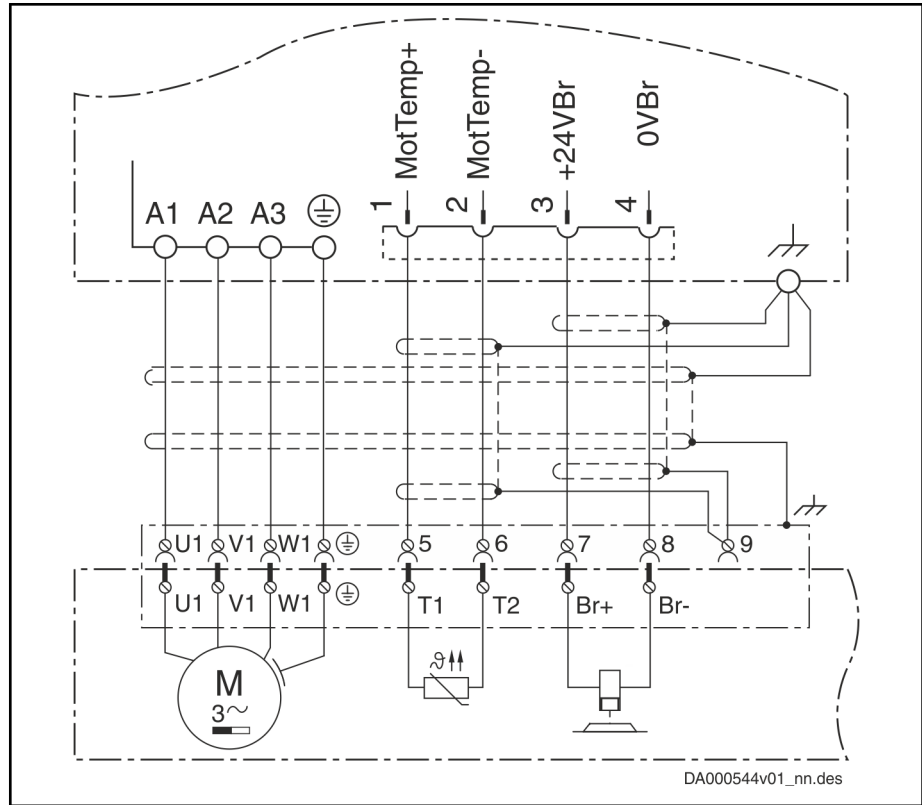 MotTemp+
MotTemp-
+24VBr
0VBr
1 2 3 4
A1 A2 A3
U1 V1 W1 5 6 7 8 9
U1 V1 W1 T1 T2 Br+ Br-
ϑ
M
3~
DA000544v01_nn.des